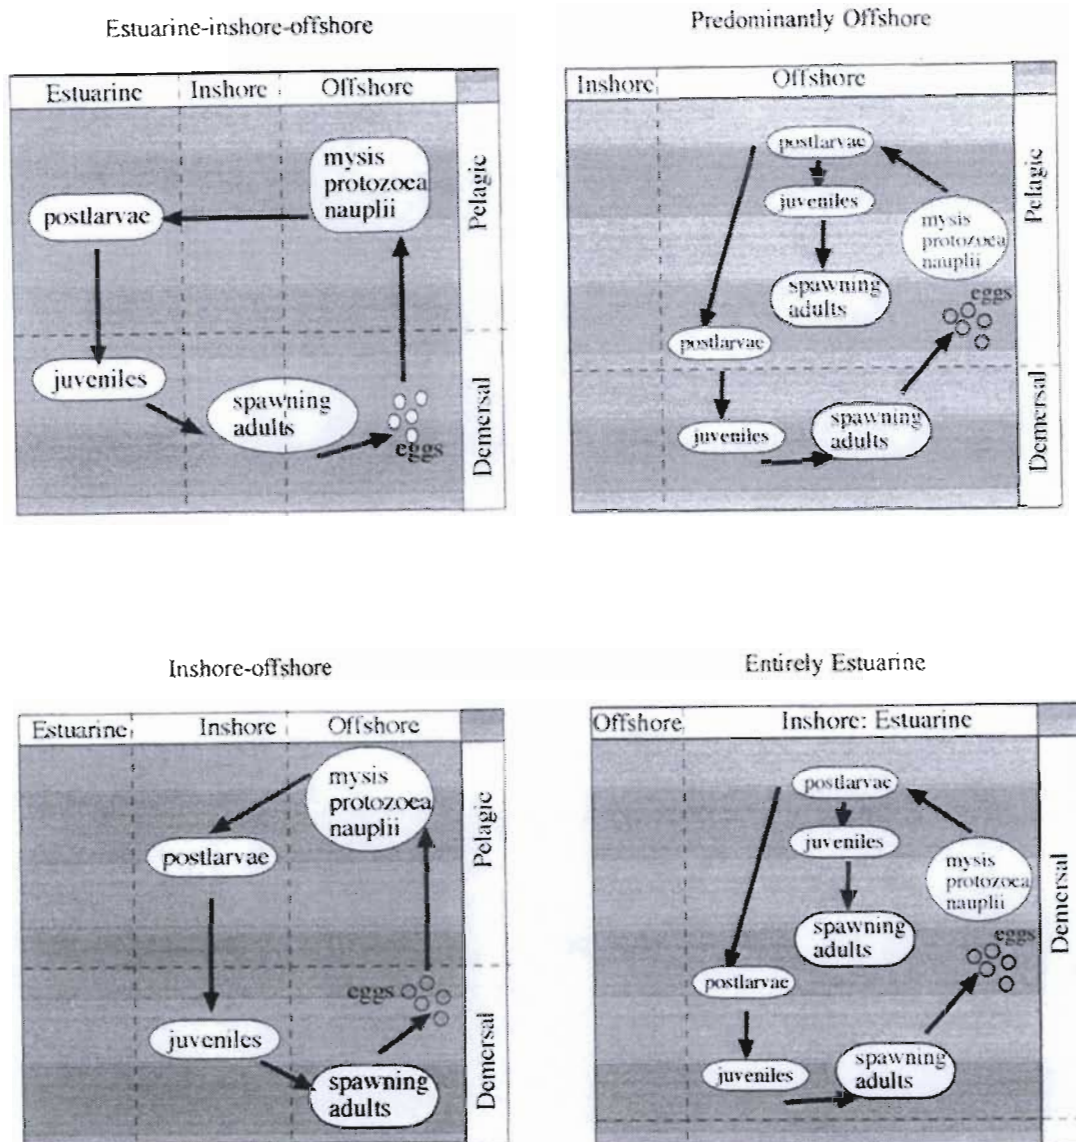 Estuarine-inshore-offshore
Estuarine
Inshore
Offshore
Pelagic
Demersal
mysis
protozoea
nauplii
postlarvae
juveniles
spawning
adults
eggs
Predominantly Offshore
Inshore
Offshore
Pelagic
Demersal
postlarvae
juveniles
mysis
protozoea
nauplii
spawning
adults
eggs
postlarvae
juveniles
spawning
adults
Inshore-offshore
Estuarine
Inshore
Offshore
Pelagic
Demersal
mysis
protozoea
nauplii
postlarvae
eggs
juveniles
spawning
adults
Entirely Estuarine
Offshore
Inshore: Estuarine
Demersal
postlarvae
juveniles
mysis
protozoea
nauplii
spawning
adults
eggs
postlarvae
juveniles
spawning
adults